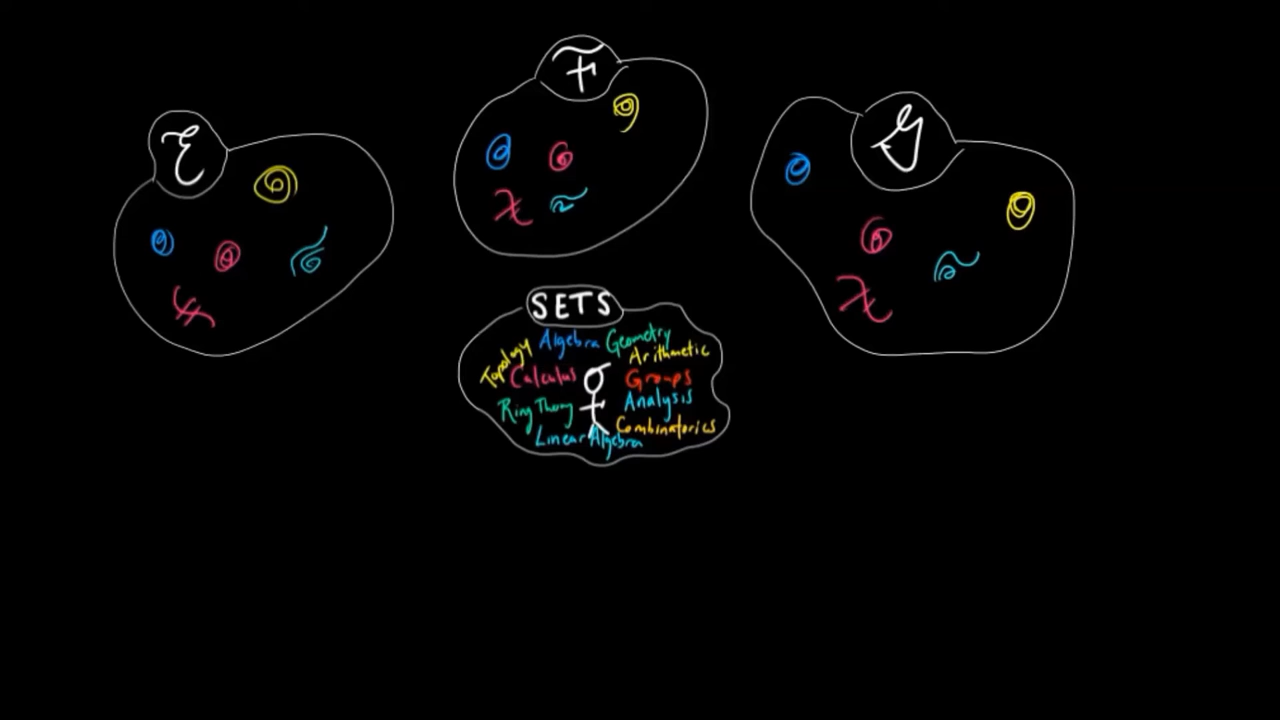 E
F
G
SETS
Topology Algebra Geometry
Arithmetic
Calculus Groups
Ring Theory Analysis
Combinatorics
Linear Algebra